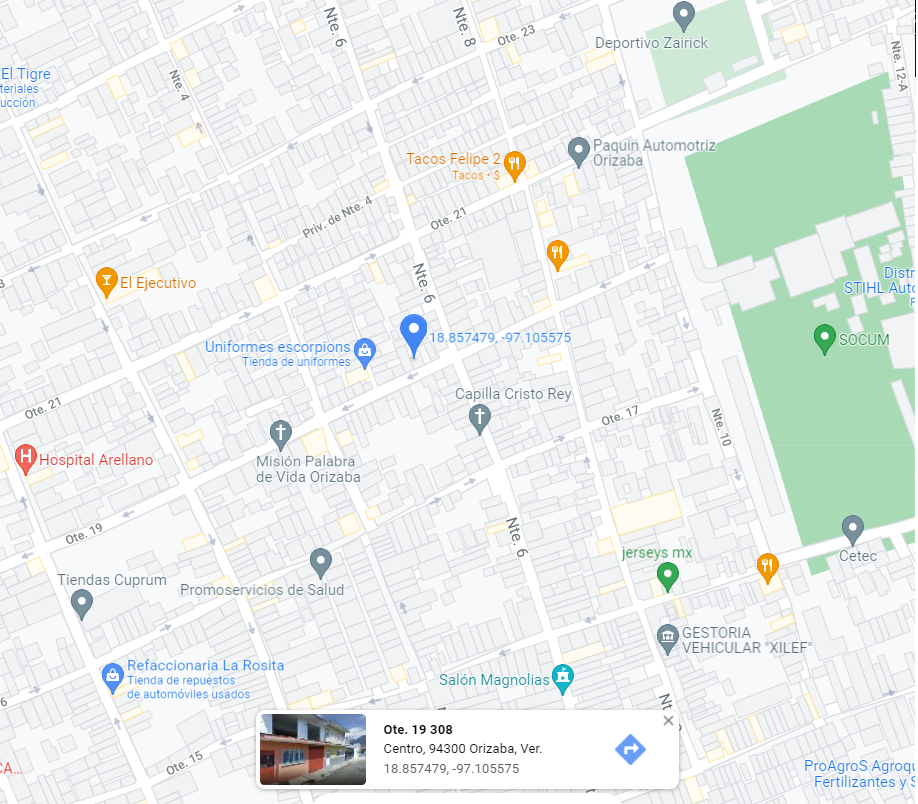 Nte. 6
Nte. 8
Ote. 23
Deportivo Zairick
Nte. 12-A
El Tigre
teriales
ucción
Nte. 4
Tacos Felipe 2
Tacos • $
Paquin Automotriz
Orizaba
Priv. de Nte. 4
Ote. 21
El Ejecutivo
Nte. 6
Distr
STIHL Auto
Uniformes escorpions
Tienda de uniformes
18.857479, -97.105575
SOCUM
Ote. 21
Capilla Cristo Rey
Ote. 17
Nte. 10
Hospital Arellano
Misión Palabra
de Vida Orizaba
Ote. 19
Nte. 6
Cetec
jerseys mx
Tiendas Cuprum
Promoservicios de Salud
GESTORIA
VEHICULAR "XILEF"
Refaccionaria La Rosita
Tienda de repuestos
de automóviles usados
Salón Magnolias
6
Ote. 19 308
Centro, 94300 Orizaba, Ver.
18.857479, -97.105575
Ote. 15
CA...
ProAgroS Agroqu
Fertilizantes y S